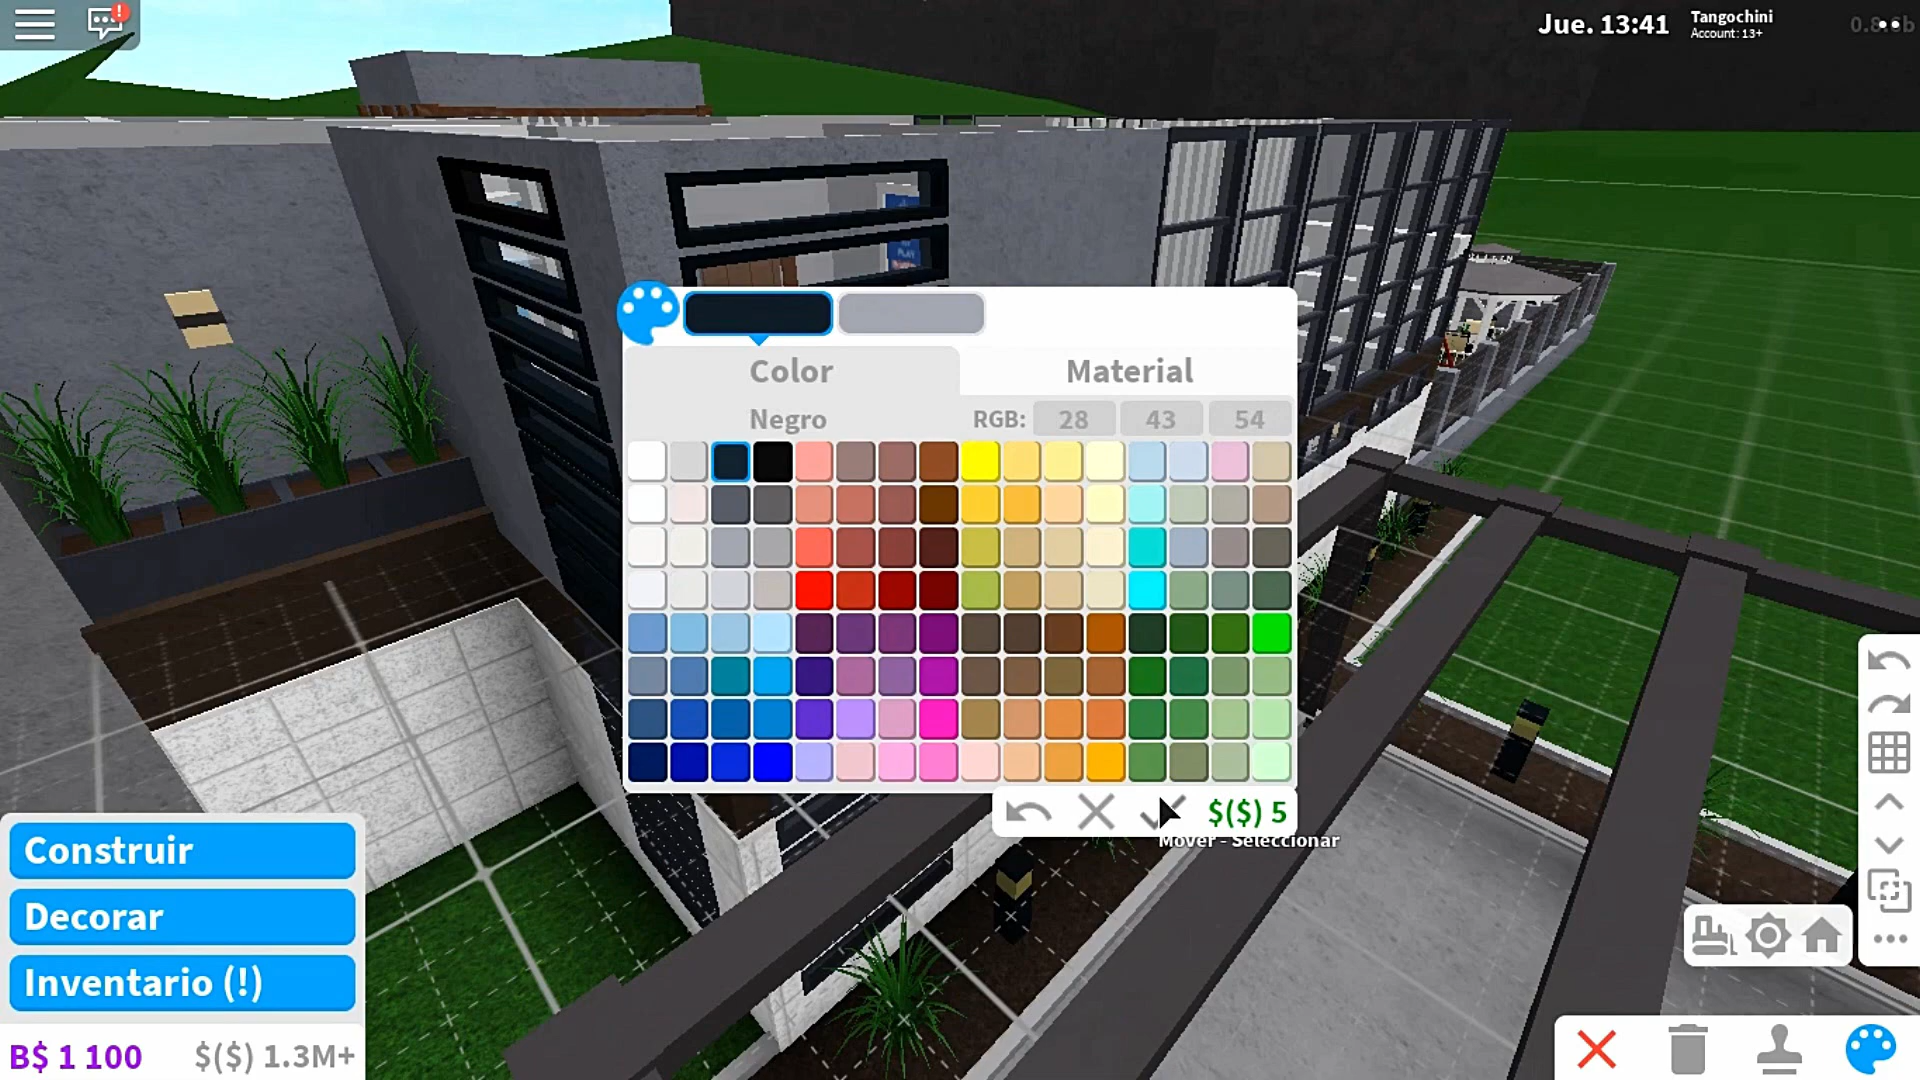 Jue. 13:41
Tangochini
Account: 13+
Color
Material
Negro
RGB: 28 43 54
$($) 5
Mover - Seleccionar
Construir
Decorar
Inventario (!)
B$ 1 100
$($) 1.3M+